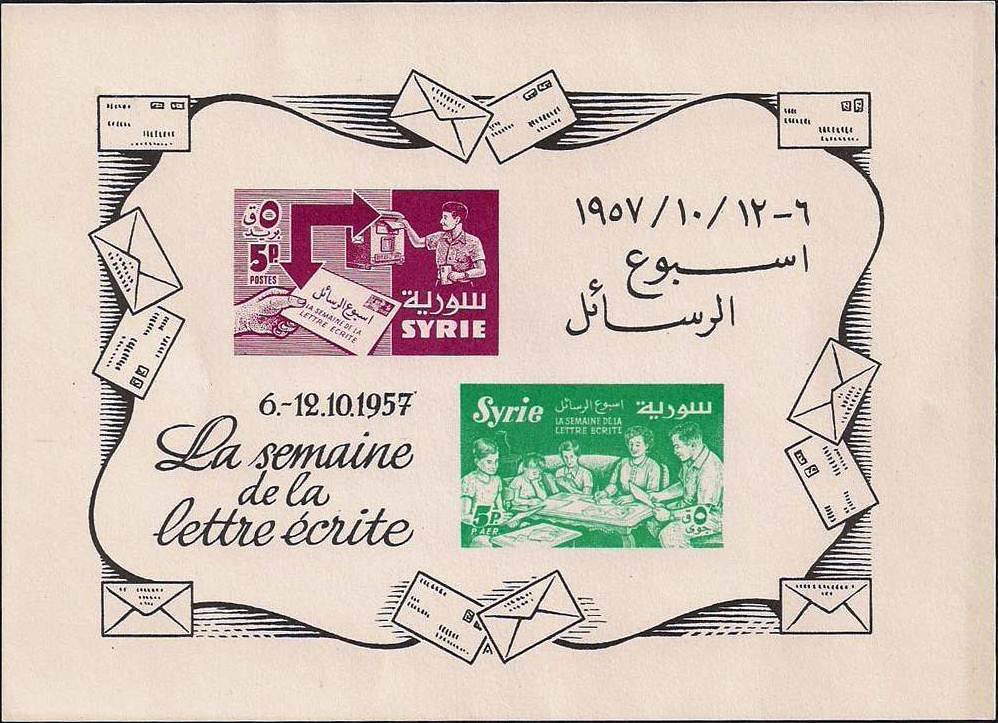 ٦-١٢/١٠/١٩٥٧
اسبوع
الرسائل
٥ق
بريد
5P.
POSTES
اسبوع الرسائل
LA SEMAINE DE LA
LETTRE ECRITE
سورية
SYRIE
6.-12.10.1957
La semaine
de la
lettre écrite
Syrie
اسبوع الرسائل
سورية
LA SEMAINE DE LA
LETTRE ECRITE
5P.
P.AER.
٥ق
جوي